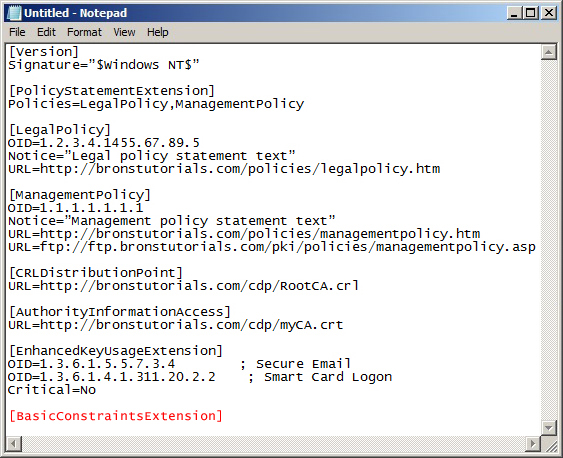 Untitled - Notepad
File Edit Format View Help
[Version]
Signature="$Windows NT$"
[PolicyStatementExtension]
Policies=LegalPolicy,ManagementPolicy
[LegalPolicy]
OID=1.2.3.4.1455.67.89.5
Notice="Legal policy statement text"
URL=http://bronstutorials.com/policies/legalpolicy.htm
[ManagementPolicy]
OID=1.1.1.1.1.1.1
Notice="Management policy statement text"
URL=http://bronstutorials.com/policies/managmentpolicy.htm
URL=ftp://ftp.bronstutorials.com/pki/policies/managmentpolicy.asp
[CRLDistributionPoint]
URL=http://bronstutorials.com/cdp/RootCA.crl
[AuthorityInformationAccess]
URL=http://bronstutorials.com/cdp/myCA.crt
[EnhancedKeyUsageExtension]
OID=1.3.6.1.5.5.7.3.4 ; Secure Email
OID=1.3.6.1.4.1.311.20.2.2 ; Smart Card Logon
Critical=No
[BasicConstraintsExtension]